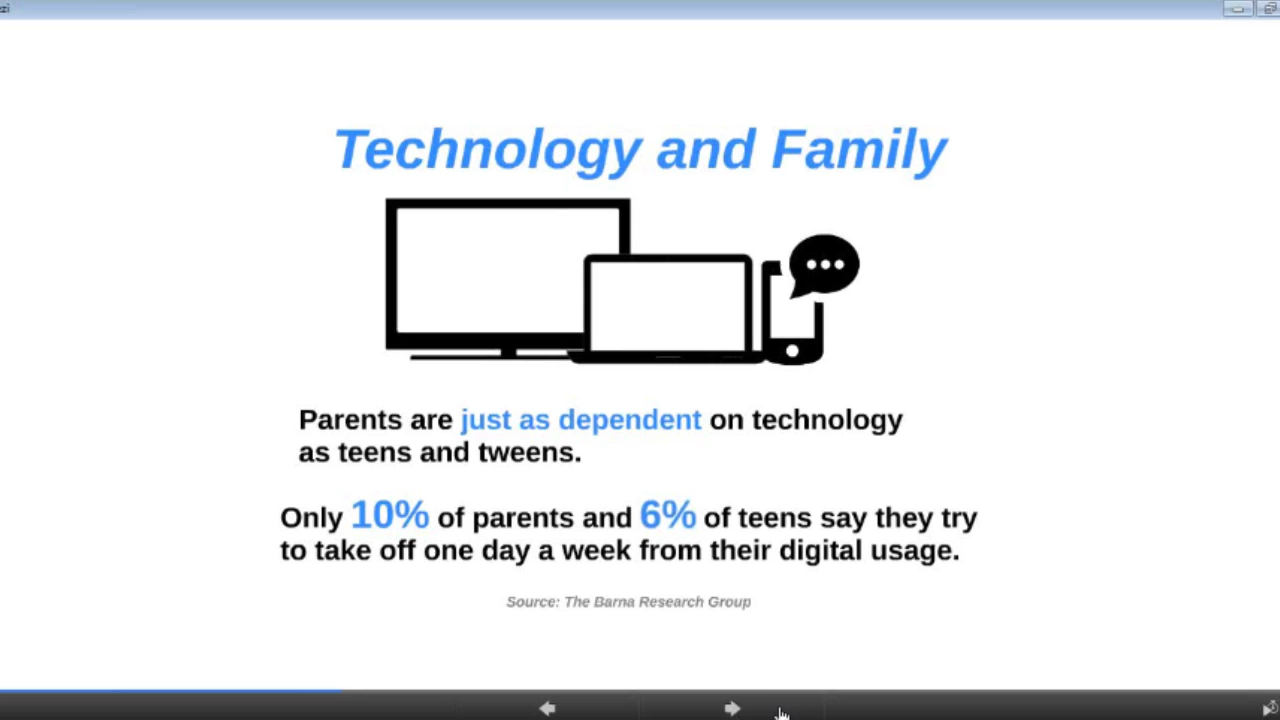 zi
Technology and Family
Parents are just as dependent on technology
as teens and tweens.
Only 10% of parents and 6% of teens say they try
to take off one day a week from their digital usage.
Source: The Barna Research Group